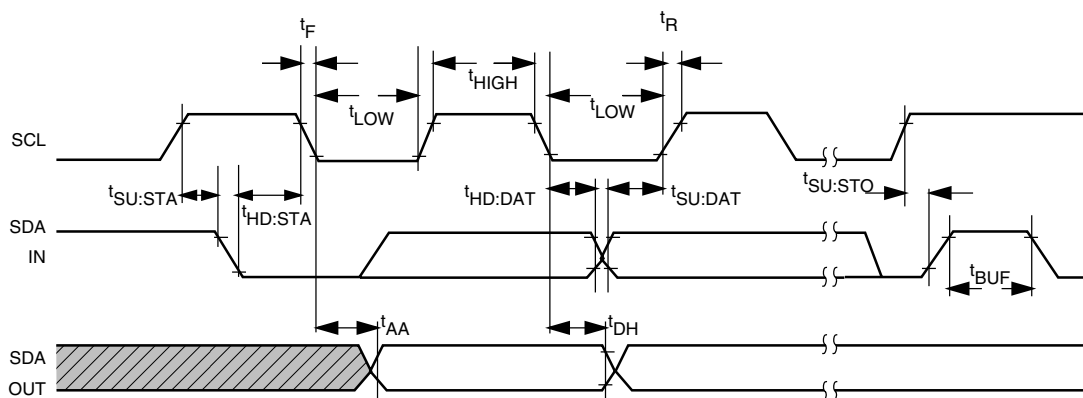 tF
tR
tHIGH
tLOW
tLOW
SCL
tSU:STA
tHD:STA
tHD:DAT
tSU:DAT
tSU:STO
SDA
IN
tBUF
tAA
tDH
SDA
OUT